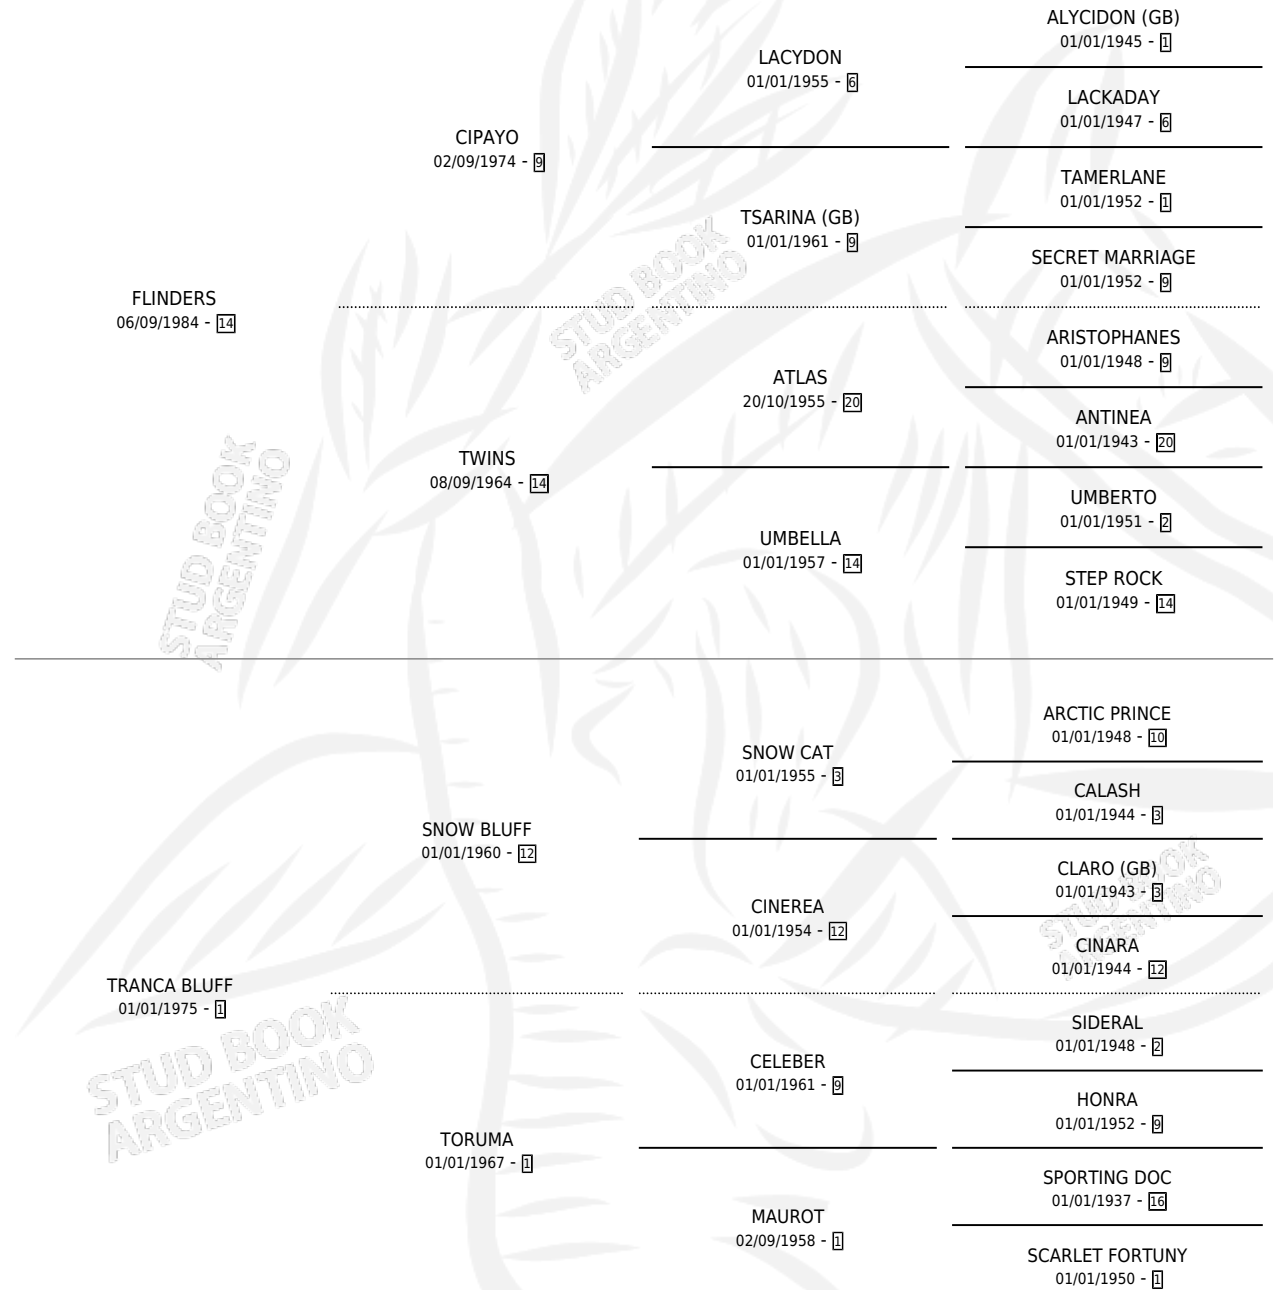 ALYCIDON (GB)
01/01/1945 - 1
LACYDON
01/01/1955 - 6
LACKADAY
01/01/1947 - 6
CIPAYO
02/09/1974 - 9
TAMERLANE
01/01/1952 - 1
TSARINA (GB)
01/01/1961 - 9
SECRET MARRIAGE
01/01/1952 - 9
FLINDERS
06/09/1984 - 14
ARISTOPHANES
01/01/1948 - 9
ATLAS
20/10/1955 - 20
ANTINEA
01/01/1943 - 20
TWINS
08/09/1964 - 14
UMBERTO
01/01/1951 - 2
UMBELLA
01/01/1957 - 14
STEP ROCK
01/01/1949 - 14
ARCTIC PRINCE
01/01/1948 - 10
SNOW CAT
01/01/1955 - 3
CALASH
01/01/1944 - 3
SNOW BLUFF
01/01/1960 - 12
CLARO (GB)
01/01/1943 - 3
CINEREA
01/01/1954 - 12
CINARA
01/01/1944 - 12
TRANCA BLUFF
01/01/1975 - 1
SIDERAL
01/01/1948 - 2
CELEBER
01/01/1961 - 9
HONRA
01/01/1952 - 9
TORUMA
01/01/1967 - 1
SPORTING DOC
01/01/1937 - 16
MAUROT
02/09/1958 - 1
SCARLET FORTUNY
01/01/1950 - 1
STUD BOOK
ARGENTINO
STUD BOOK
ARGENTINO
STUD BOOK
ARGENTINO
STUD BOOK
ARGENTINO